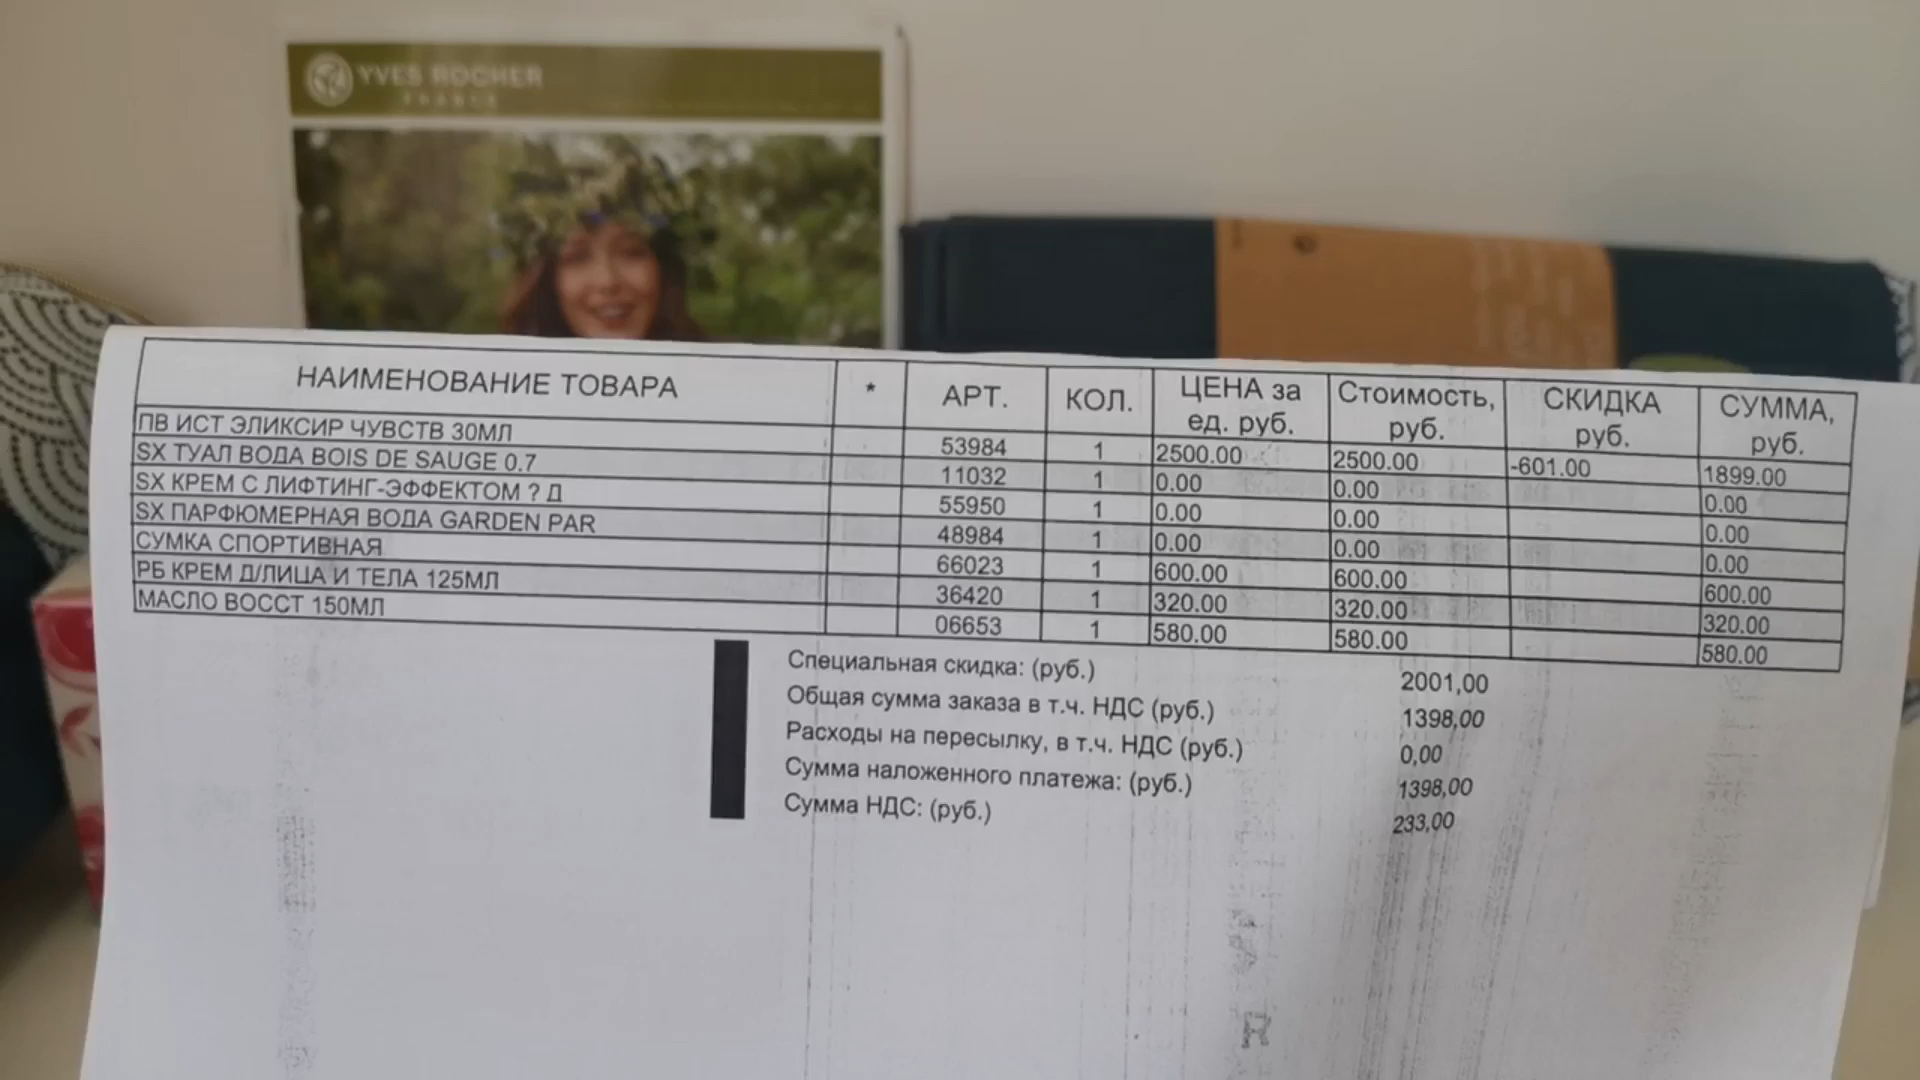 YVES ROCHER
FRANCE
НАИМЕНОВАНИЕ ТОВАРА * АРТ. КОЛ. ЦЕНА за ед. руб. Стоимость, руб. СКИДКА руб. СУММА, руб.
ПВ ИСТ ЭЛИКСИР ЧУВСТВ 30МЛ 53984 1 2500.00 2500.00 -601.00 1899.00
SX ТУАЛ ВОДА BOIS DE SAUGE 0.7 11032 1 0.00 0.00 0.00
SX КРЕМ С ЛИФТИНГ-ЭФФЕКТОМ ? Д 55950 1 0.00 0.00 0.00
SX ПАРФЮМЕРНАЯ ВОДА GARDEN PAR 48984 1 0.00 0.00 0.00
СУМКА СПОРТИВНАЯ 66023 1 600.00 600.00 600.00
РБ КРЕМ Д/ЛИЦА И ТЕЛА 125МЛ 36420 1 320.00 320.00 320.00
МАСЛО ВОССТ 150МЛ 06653 1 580.00 580.00 580.00
Специальная скидка: (руб.) 2001,00
Общая сумма заказа в т.ч. НДС (руб.) 1398,00
Расходы на пересылку, в т.ч. НДС (руб.) 0,00
Сумма наложенного платежа: (руб.) 1398,00
Сумма НДС: (руб.) 233,00